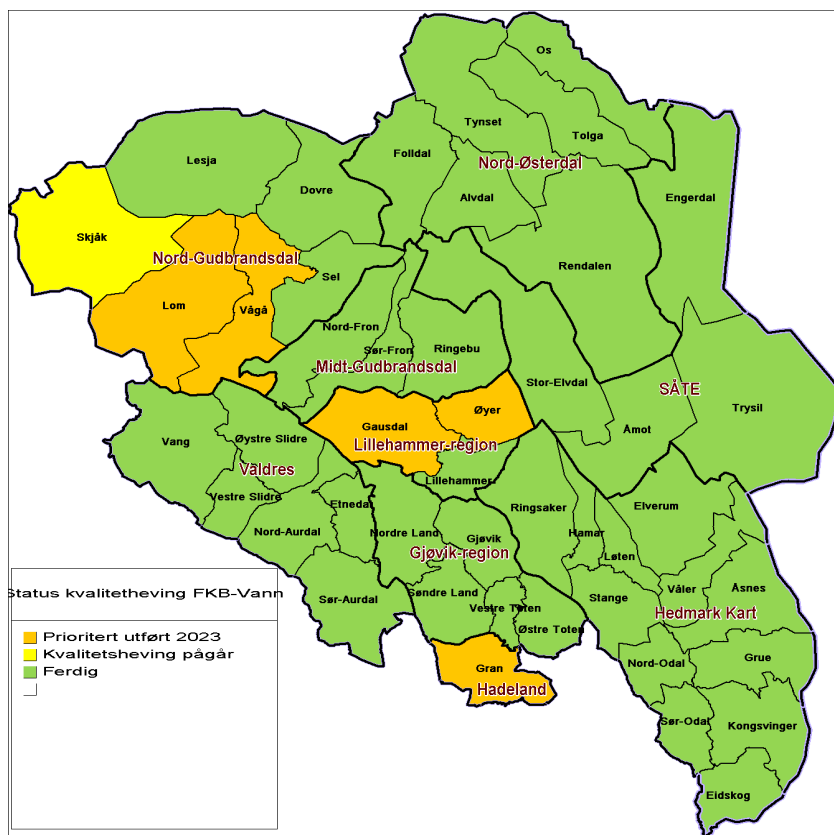 Os
Tynset
Tolga
Folldal
Nord-Østerdal
Lesja
Dovre
Alvdal
Engerdal
Skjåk
Nord-Gudbrandsdal
Sel
Rendalen
Lom
Vågå
Nord-Fron
Sør-Fron
Ringebu
Midt-Gudbrandsdal
Stor-Elvdal
SÅTE
Trysil
Øyer
Gausdal
Lillehammer-region
Åmot
Vang
Øystre Slidre
Valdres
Lillehammer
Vestre Slidre
Etnedal
Ringsaker
Elverum
Nord-Aurdal
Nordre Land
Gjøvik
Hamar
Løten
Gjøvik-region
Søndre Land
Stange
Våler
Åsnes
Hedmark Kart
Sør-Aurdal
Vestre Toten
Østre Toten
Nord-Odal
Grue
Gran
Hadeland
Sør-Odal
Kongsvinger
Eidskog
Status kvalitetheving FKB-Vann
Prioritert utført 2023
Kvalitetsheving pågår
Ferdig